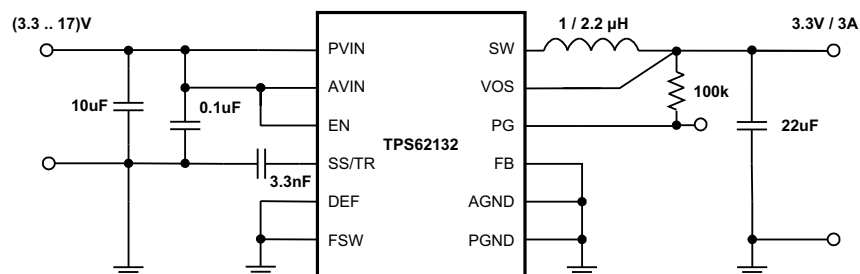 (3.3 .. 17)V
1 / 2.2 µH
3.3V / 3A
PVIN
SW
AVIN
VOS
10uF
0.1uF
100k
EN
PG
22uF
TPS62132
SS/TR
FB
3.3nF
DEF
AGND
FSW
PGND